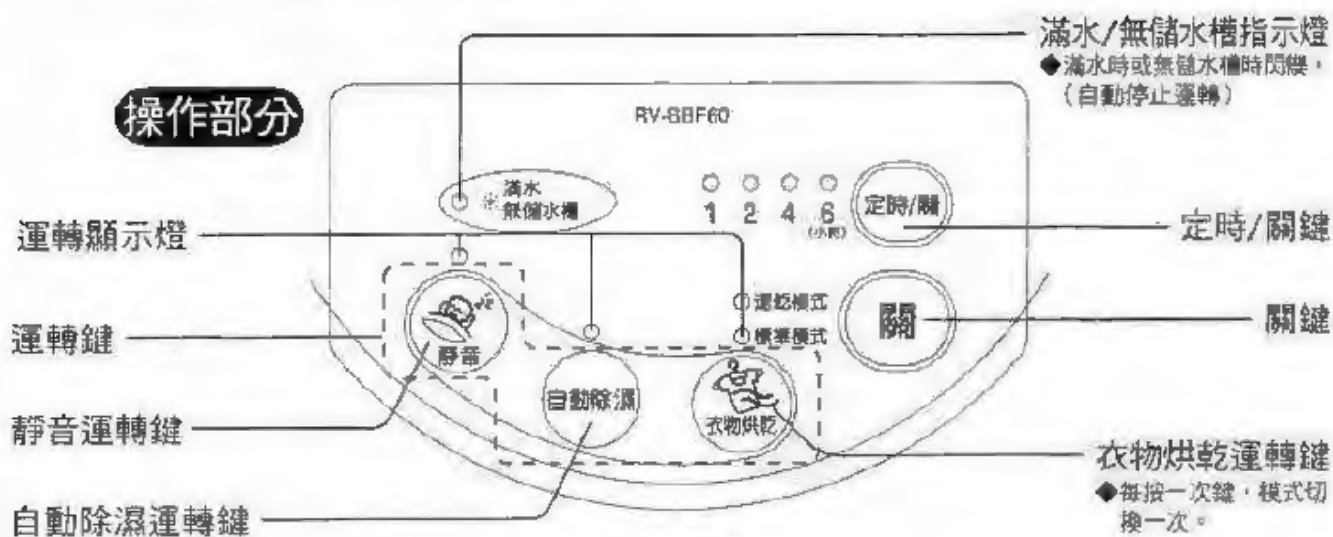 滿水/無儲水槽指示燈
◆滿水時或無儲水槽時閃爍，
（自動停止運轉）
操作部分
RV-BBF60
滿水
無儲水槽
1 2 4 6
(小時)
定時/關
運轉顯示燈
定時/關鍵
速乾模式
標準模式
關
關鍵
運轉鍵
靜音
自動除濕
衣物烘乾
靜音運轉鍵
衣物烘乾運轉鍵
◆每按一次鍵，模式切
換一次。
自動除濕運轉鍵